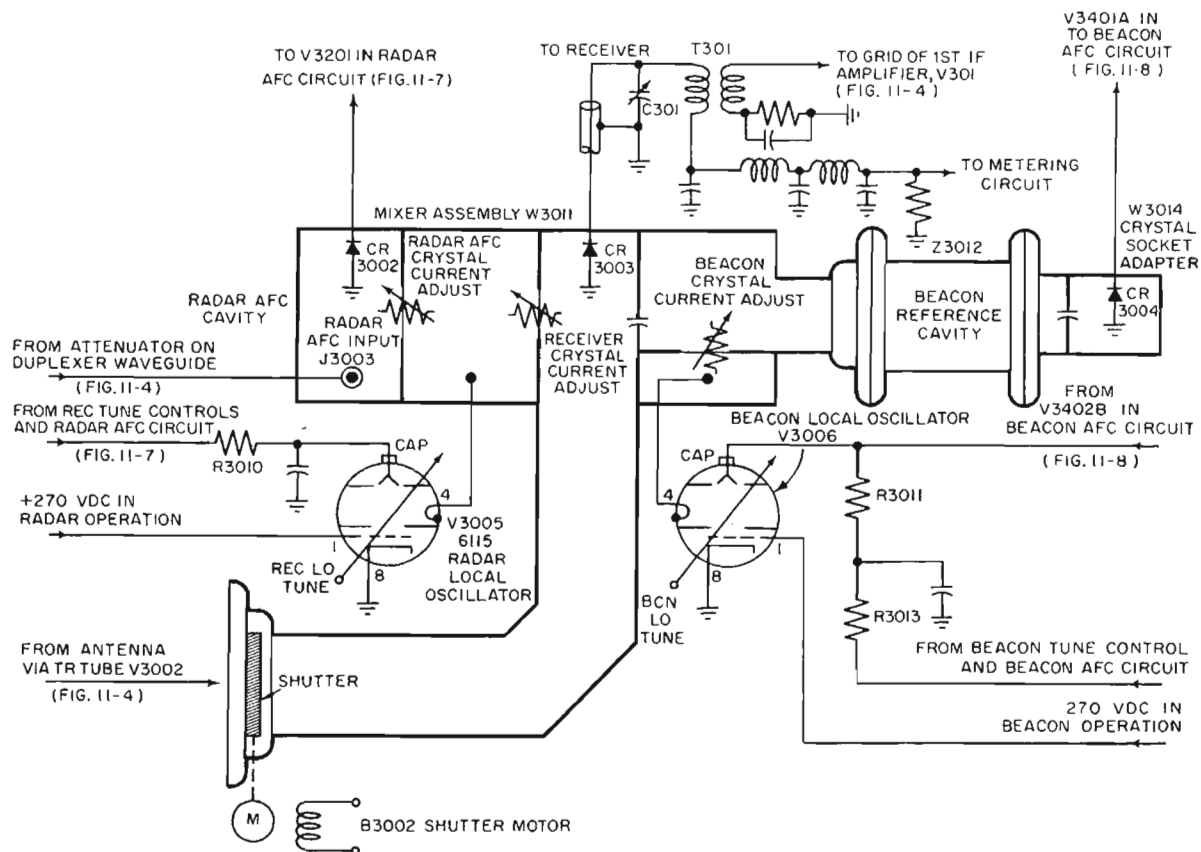 TO V3201 IN RADAR
AFC CIRCUIT (FIG. 11-7)
TO RECEIVER
T301
C301
TO GRID OF 1ST IF
AMPLIFIER, V301
(FIG. 11-4)
V3401A IN
TO BEACON
AFC CIRCUIT
(FIG. 11-8)
TO METERING
CIRCUIT
MIXER ASSEMBLY W3011
W3014
CRYSTAL
SOCKET
ADAPTER
CR
3002
RADAR AFC
CRYSTAL
CURRENT
ADJUST
CR
3003
BEACON
CRYSTAL
CURRENT ADJUST
Z3012
BEACON
REFERENCE
CAVITY
CR
3004
RADAR AFC
CAVITY
RADAR
AFC INPUT
J3003
RECEIVER
CRYSTAL
CURRENT
ADJUST
FROM ATTENUATOR ON
DUPLEXER WAVEGUIDE
(FIG. 11-4)
FROM REC TUNE CONTROLS
AND RADAR AFC CIRCUIT
(FIG. 11-7)
R3010
CAP
BEACON LOCAL OSCILLATOR
V3006
CAP
FROM
V3402B IN
BEACON AFC CIRCUIT
(FIG. 11-8)
+270 VDC IN
RADAR OPERATION
1
4
8
V3005
6115
RADAR
LOCAL
OSCILLATOR
REC LO
TUNE
4
1
8
BCN
LO
TUNE
R3011
R3013
FROM ANTENNA
VIA TR TUBE V3002
(FIG. 11-4)
SHUTTER
FROM BEACON TUNE CONTROL
AND BEACON AFC CIRCUIT
270 VDC IN
BEACON OPERATION
M
B3002 SHUTTER MOTOR